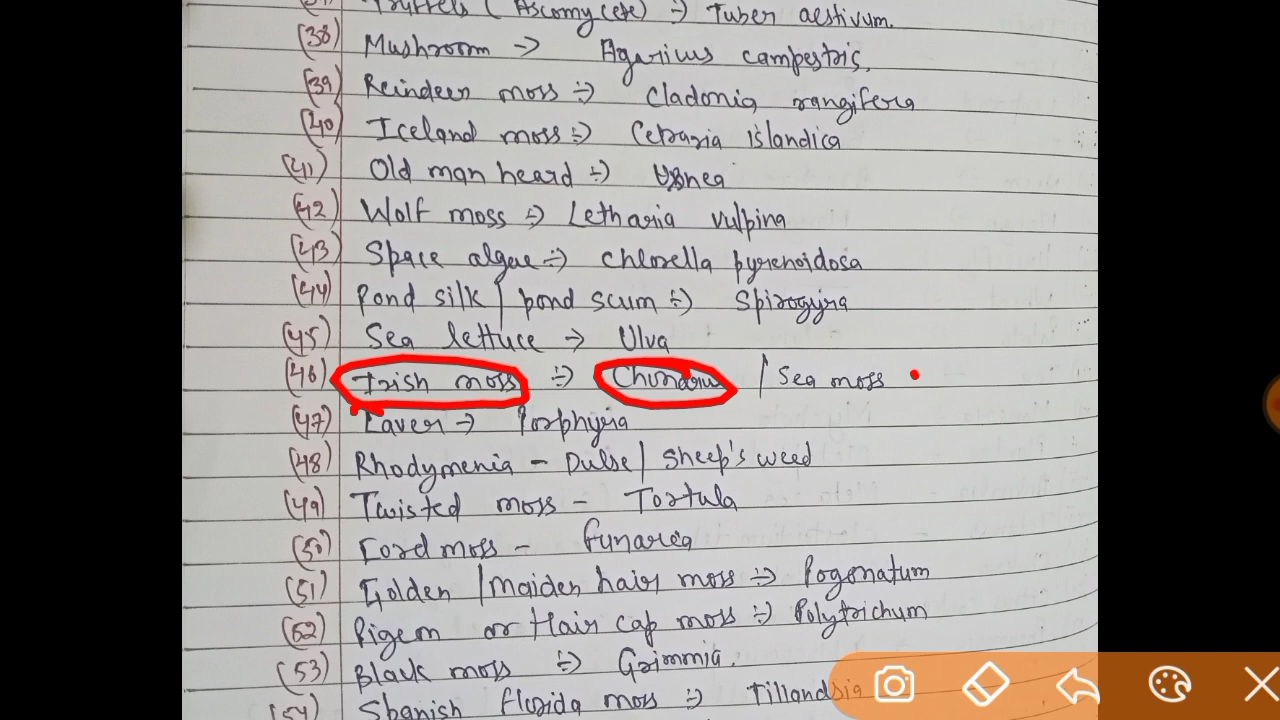 Truffels (Ascomycete) ⇒ Tuber aestivum.
(38) Mushroom → Agarius campestris,
(39) Reindeer moss ⇒ Cladonia rangifera
(40) Iceland moss ⇒ Cetraria islandica
(41) Old man heard ⇒ Usnea
(42) Wolf moss ⇒ Letharia vulpina
(43) Space algae ⇒ Chlorella pyrenoidosa
(44) Pond silk | pond scum ⇒ Spirogyra
(45) Sea lettuce → Ulva
(46) Irish moss ⇒ | Sea moss
(47) Laver → Porphyra
(48) Rhodymenia - Dulse | Sheep's weed
(49) Twisted moss - Tortula
(50) Cord moss - funaria
(51) Golden | maiden hair moss ⇒ Pogonatum
(52) Pigeon or Hair cap moss ⇒ Polytrichum
(53) Black moss ⇒ Grimmia.
(54) Spanish florida moss ⇒ Tillandsia